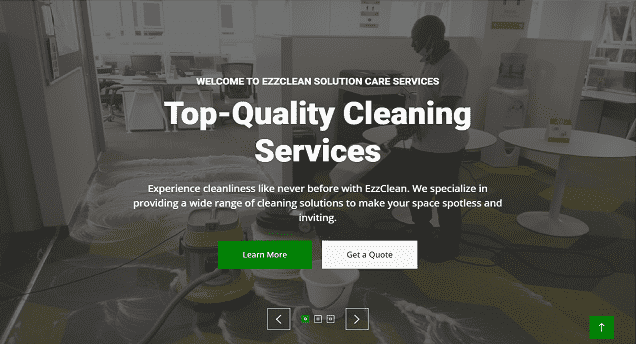 WELCOME TO EZZCLEAN SOLUTION CARE SERVICES
Top-Quality Cleaning
Services
Experience cleanliness like never before with EzzClean. We specialize in
providing a wide range of cleaning solutions to make your space spotless and
inviting.
Learn More
Get a Quote